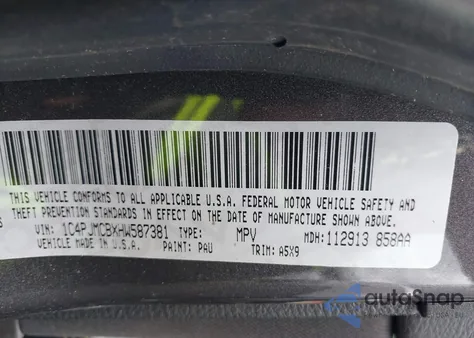 THIS VEHICLE CONFORMS TO ALL APPLICABLE U.S.A. FEDERAL MOTOR VEHICLE SAFETY AND
THEFT PREVENTION STANDARDS IN EFFECT ON THE DATE OF MANUFACTURE SHOWN ABOVE.
VIN: 1C4PJMCBXHW587381 TYPE: MPV MDH: 112913 858AA
VEHICLE MADE IN U.S.A. PAINT: PAU TRIM: A5X9
autoSnap